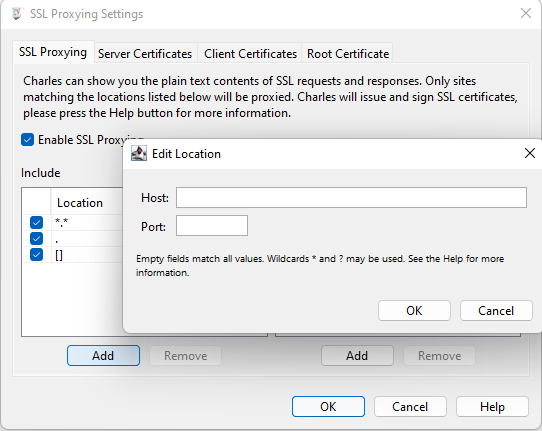 SSL Proxying Settings
SSL Proxying Server Certificates Client Certificates Root Certificate
Charles can show you the plain text contents of SSL requests and responses. Only sites
matching the locations listed below will be proxied. Charles will issue and sign SSL certificates,
please press the Help button for more information.
Enable SSL Proxying
Edit Location
Include
Location
*.*
.
[]
Host:
Port:
Empty fields match all values. Wildcards * and ? may be used. See the Help for more
information.
OK Cancel
Add Remove Add Remove
OK Cancel Help